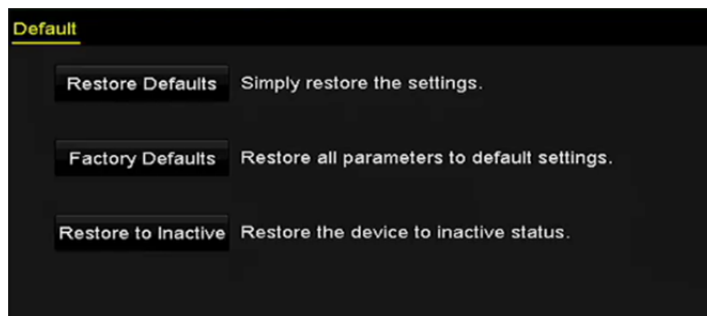 Default
Restore Defaults Simply restore the settings.
Factory Defaults Restore all parameters to default settings.
Restore to Inactive Restore the device to inactive status.